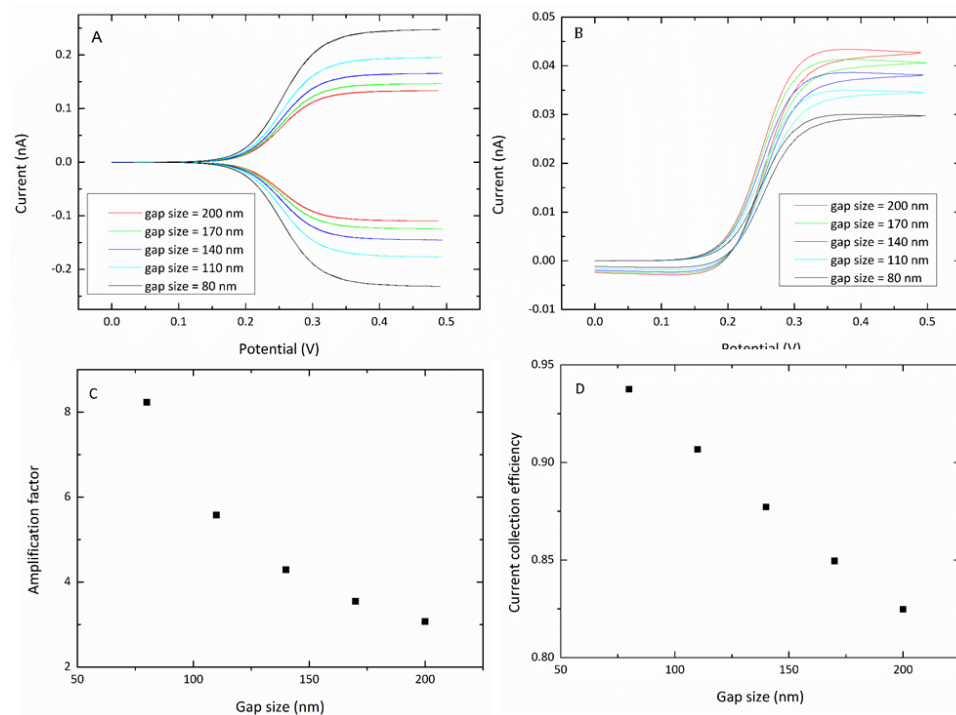 A
Current (nA)
0.2
0.1
0.0
-0.1
-0.2
gap size = 200 nm
gap size = 170 nm
gap size = 140 nm
gap size = 110 nm
gap size = 80 nm
0.0 0.1 0.2 0.3 0.4 0.5
Potential (V)
B
Current (nA)
0.05
0.04
0.03
0.02
0.01
0.00
-0.01
gap size = 200 nm
gap size = 170 nm
gap size = 140 nm
gap size = 110 nm
gap size = 80 nm
0.0 0.1 0.2 0.3 0.4 0.5
Potential (V)
C
Amplification factor
8
6
4
2
50 100 150 200
Gap size (nm)
D
Current collection efficiency
0.95
0.90
0.85
0.80
50 100 150 200
Gap size (nm)